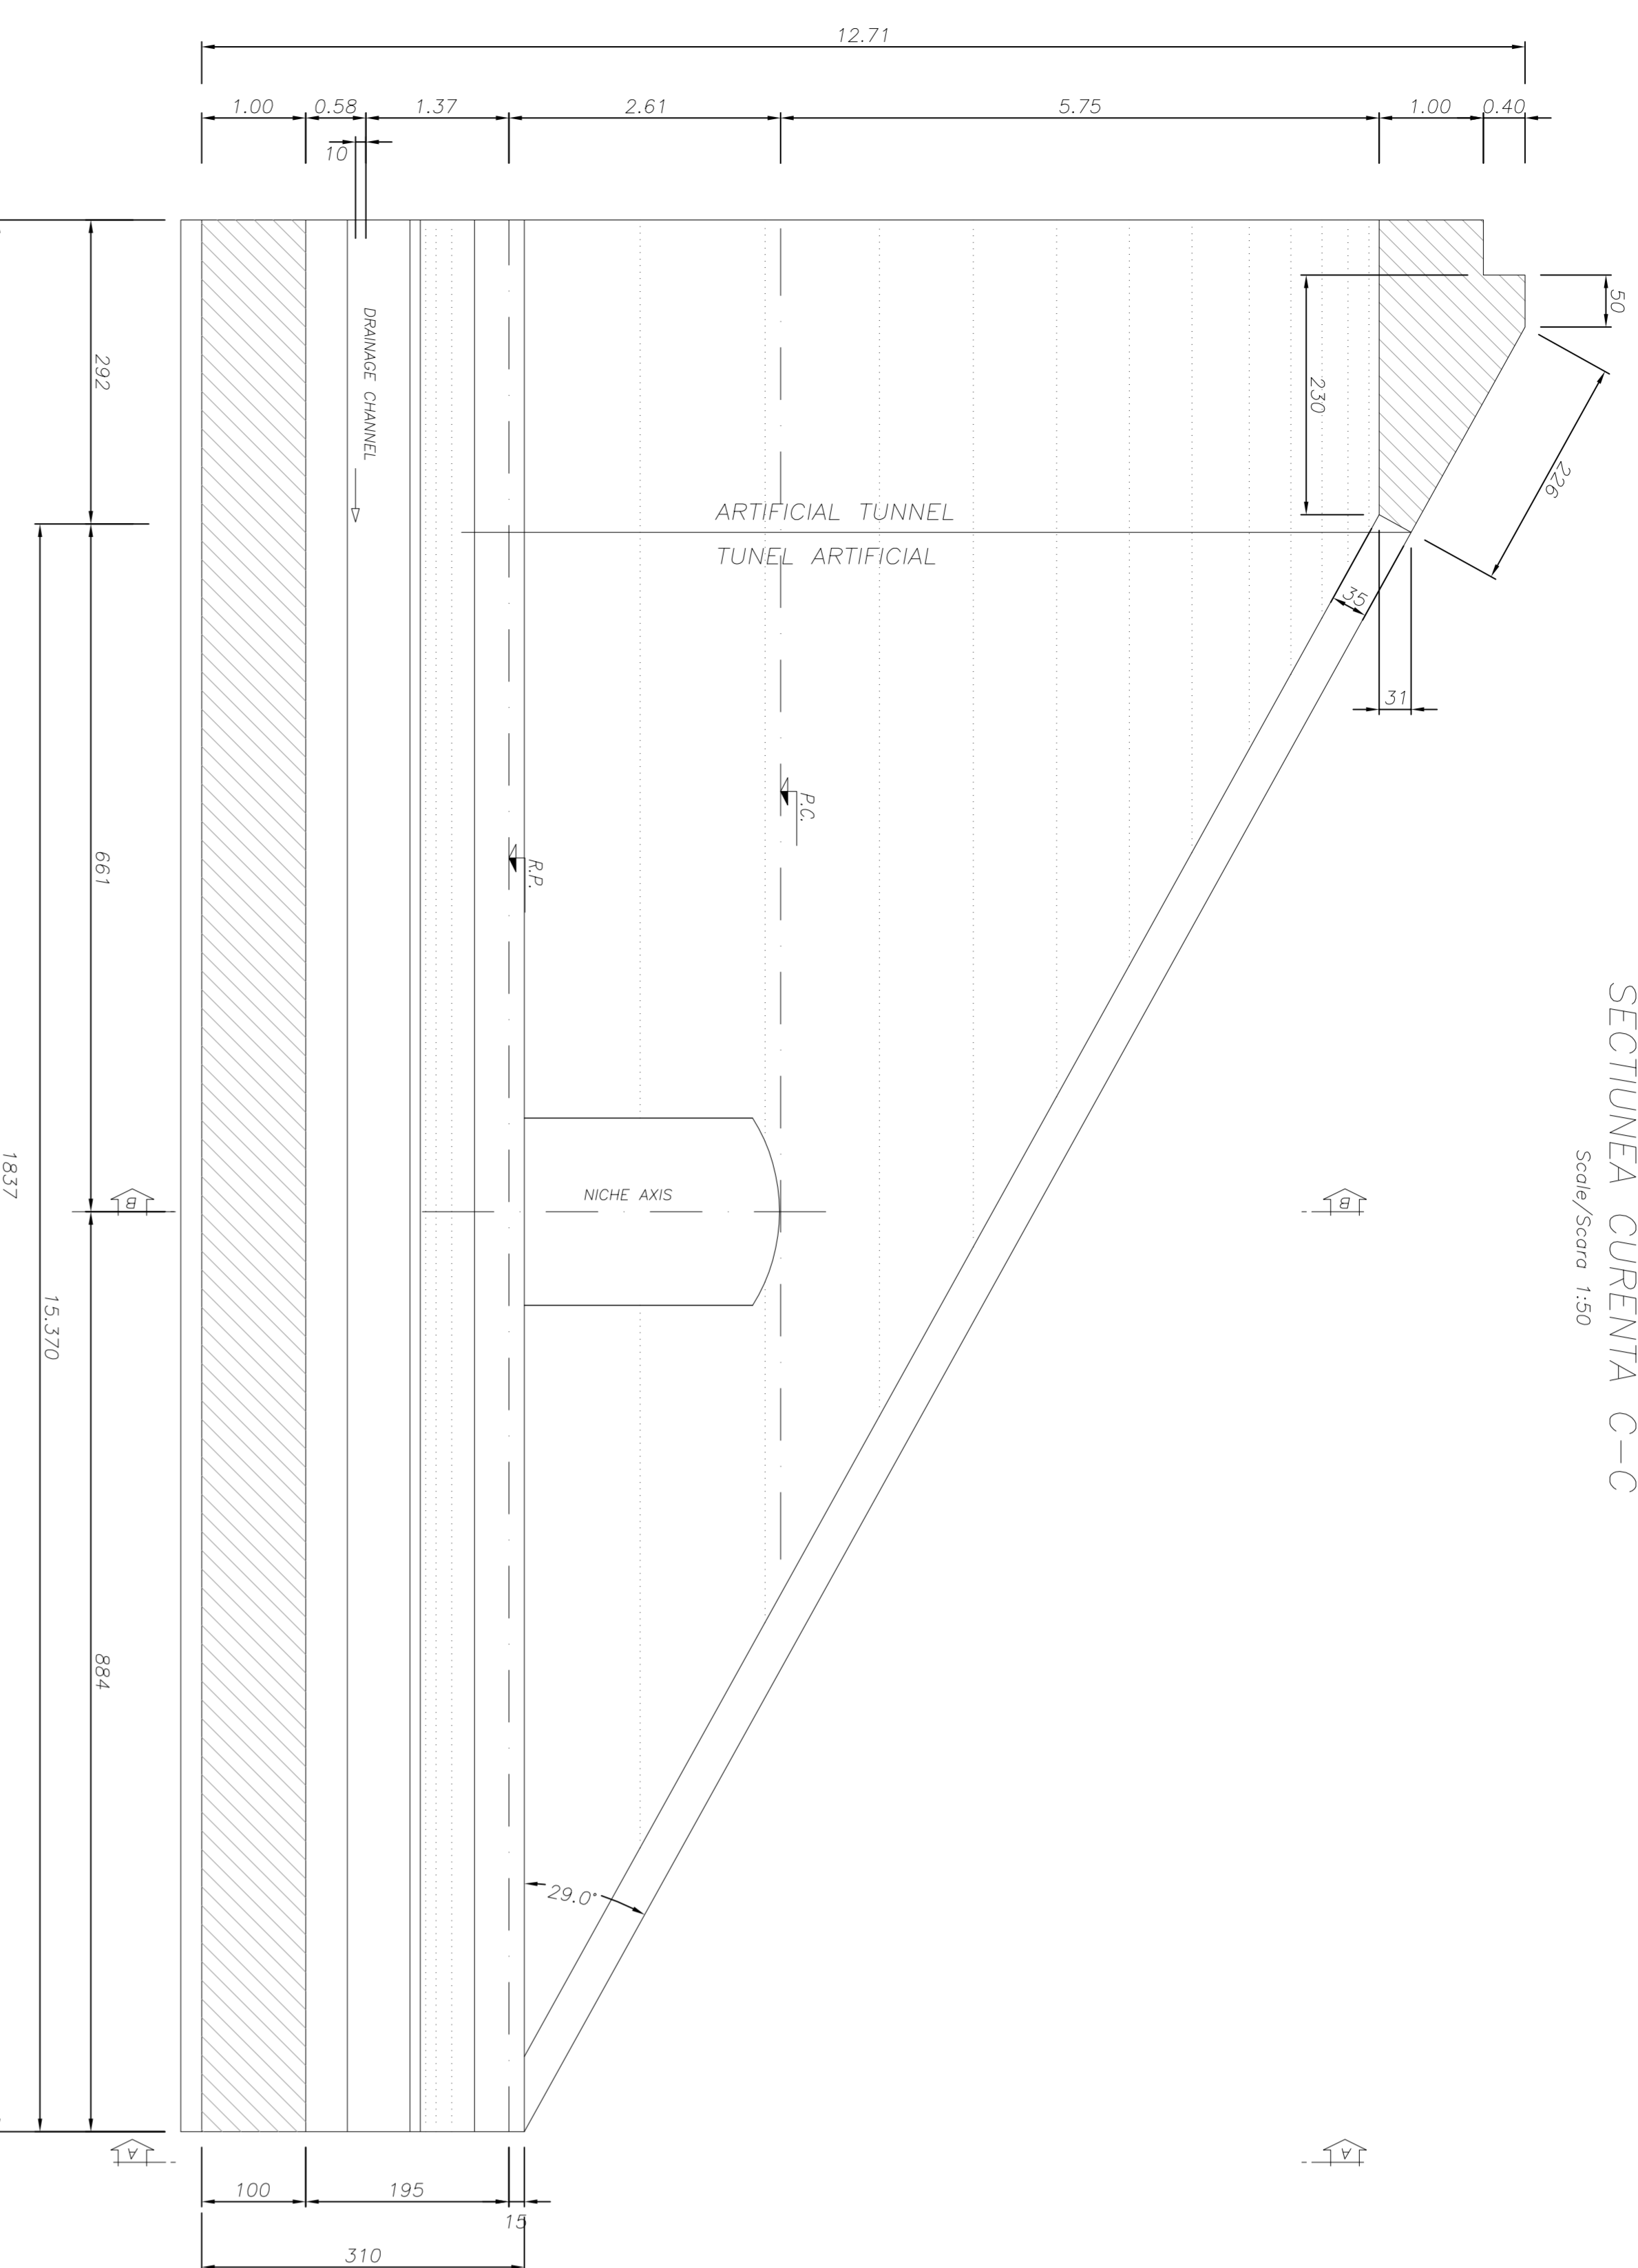 12.71
1.00 0.58 1.37 2.61 5.75 1.00 0.40
10
50
226
230
35
31
292
661
884
15.370
1837
DRAINAGE CHANNEL
ARTIFICIAL TUNNEL
TUNEL ARTIFICIAL
P.C.
R.P.
NICHE AXIS
B
B
29.0°
A
A
100
195
15
310
SECTIUNEA CURENTA C-C
Scale/Scara 1:50